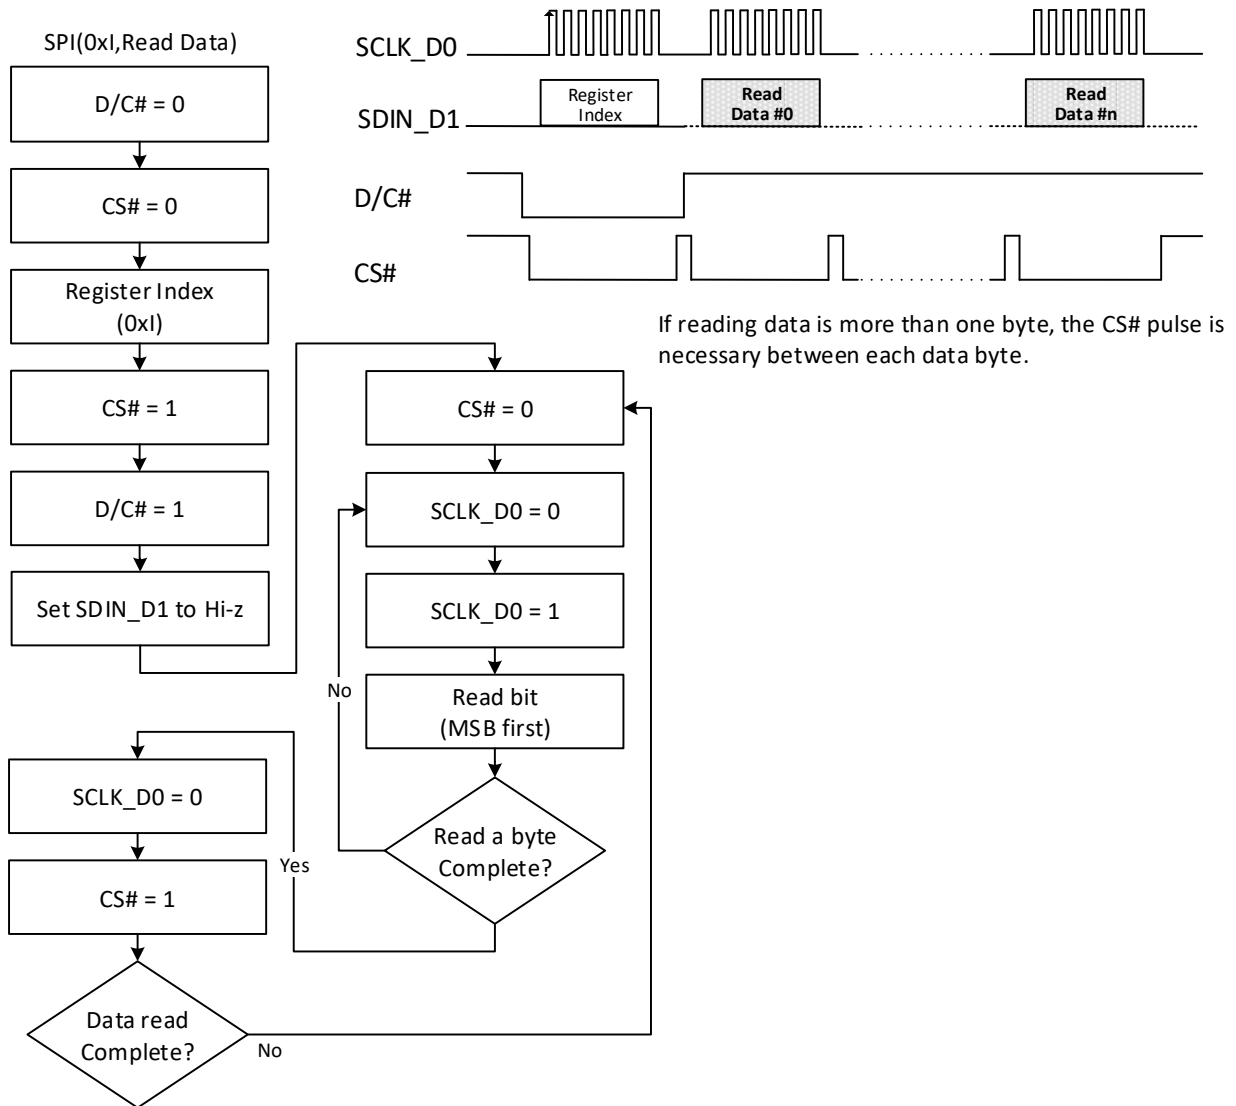 SPI(0xI,Read Data)
D/C# = 0
CS# = 0
Register Index
(0xI)
CS# = 1
D/C# = 1
Set SDIN_D1 to Hi-z
SCLK_D0
SDIN_D1
Register
Index
Read
Data #0
Read
Data #n
D/C#
CS#
If reading data is more than one byte, the CS# pulse is
necessary between each data byte.
CS# = 0
SCLK_D0 = 0
SCLK_D0 = 1
Read bit
(MSB first)
Read a byte
Complete?
No
Yes
SCLK_D0 = 0
CS# = 1
Data read
Complete?
No